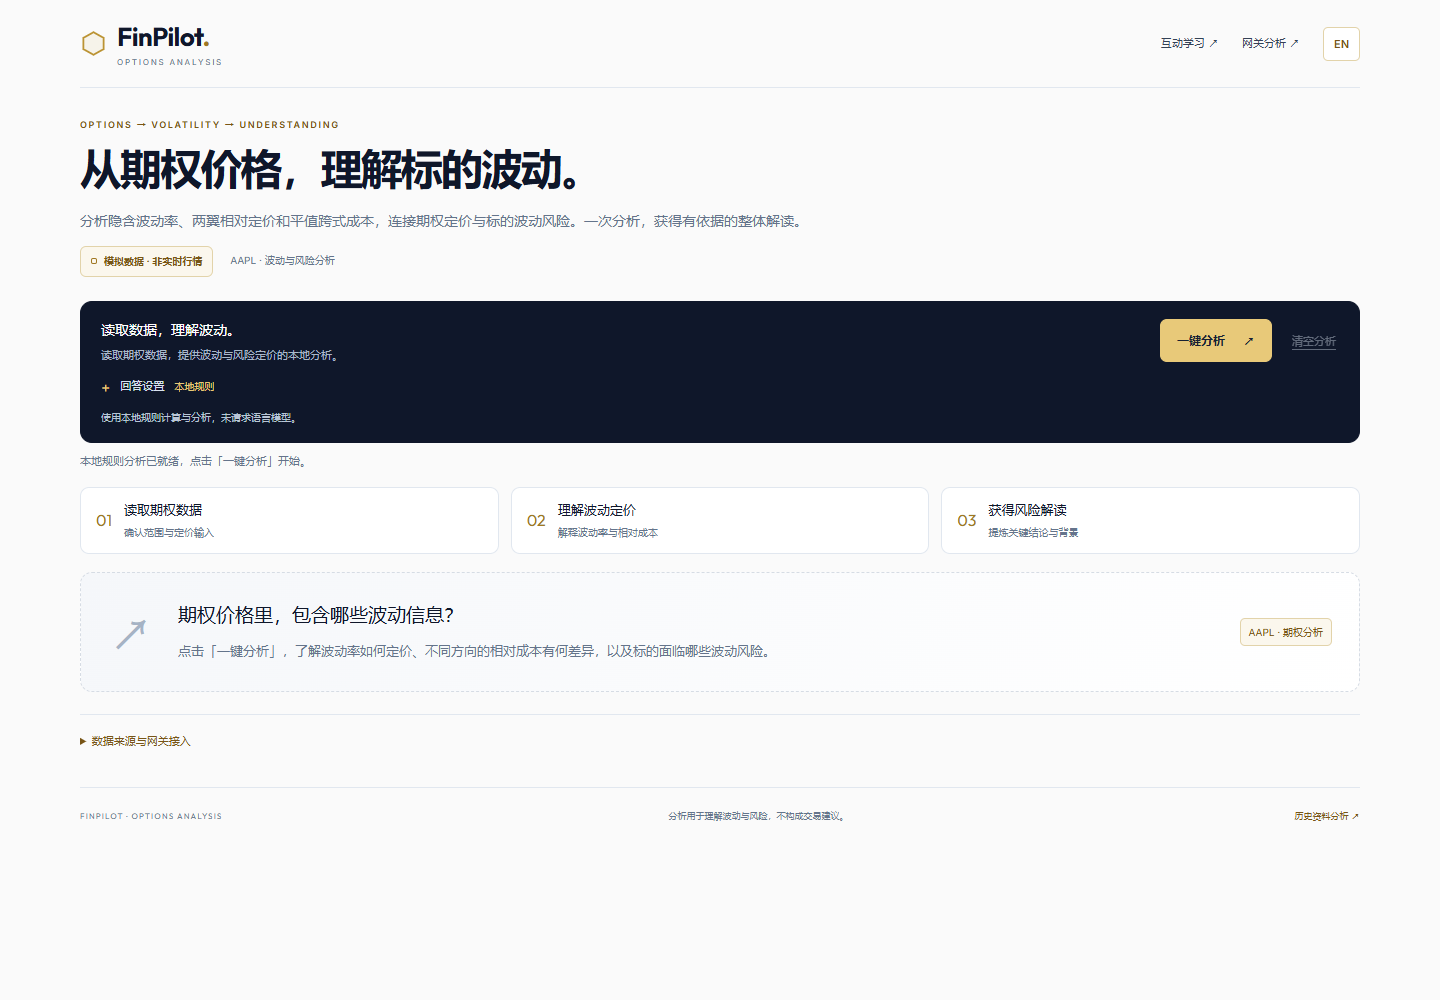 FinPilot.
OPTIONS ANALYSIS
互动学习 ↗
网关分析 ↗
EN
OPTIONS → VOLATILITY → UNDERSTANDING
从期权价格，理解标的波动。
分析隐含波动率、两翼相对定价和平值跨式成本，连接期权定价与标的波动风险。一次分析，获得有依据的整体解读。
模拟数据 · 非实时行情
AAPL · 波动与风险分析
读取数据，理解波动。
读取期权数据，提供波动与风险定价的本地分析。
一键分析 ↗
清空分析
+ 回答设置 本地规则
使用本地规则计算与分析，未请求语言模型。
本地规则分析已就绪，点击「一键分析」开始。
01
读取期权数据
确认范围与定价输入
02
理解波动定价
解释波动率与相对成本
03
获得风险解读
提炼关键结论与背景
↗
期权价格里，包含哪些波动信息？
点击「一键分析」，了解波动率如何定价、不同方向的相对成本有何差异，以及标的面临哪些波动风险。
AAPL · 期权分析
▶ 数据来源与网关接入
FINPILOT · OPTIONS ANALYSIS
分析用于理解波动与风险，不构成交易建议。
历史资料分析 ↗